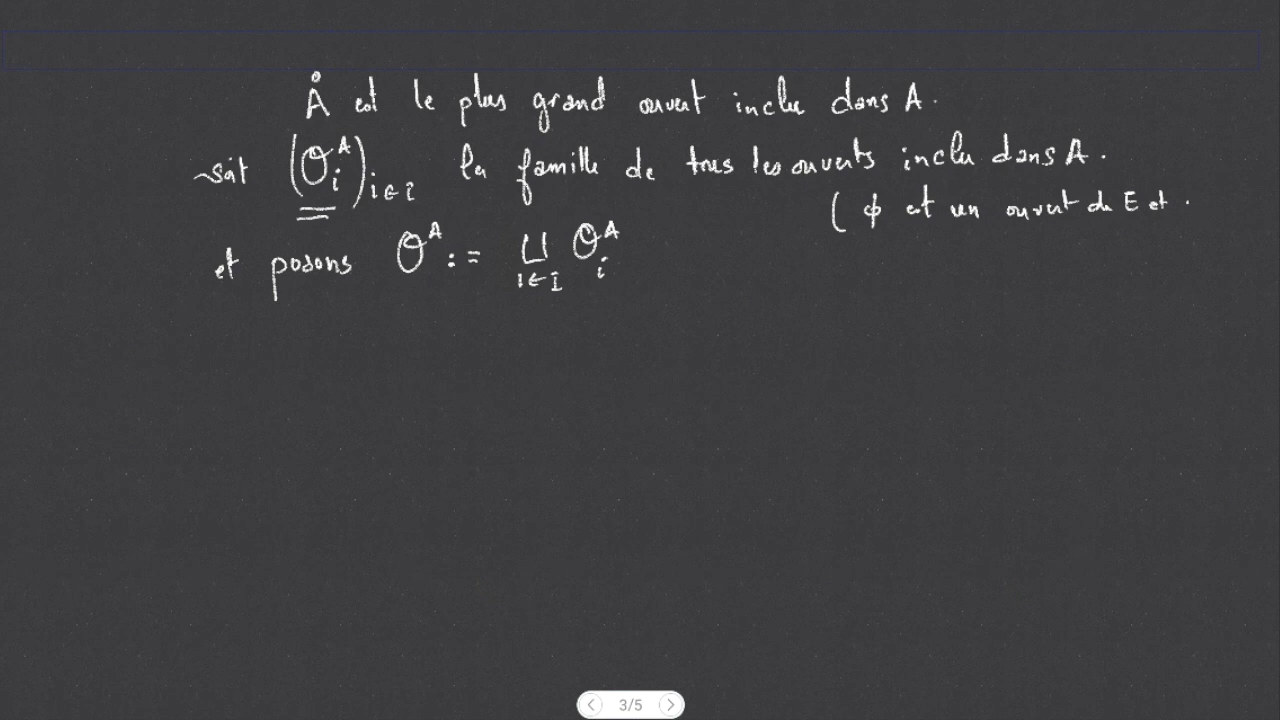 Å est le plus grand ouvert inclu dans A.
soit (O_i^A)_{i∈I} la famille de tous les ouverts inclu dans A.
( ϕ est un ouvert de E et .
et posons O^A := ∪_{i∈I} O_i^A
3/5